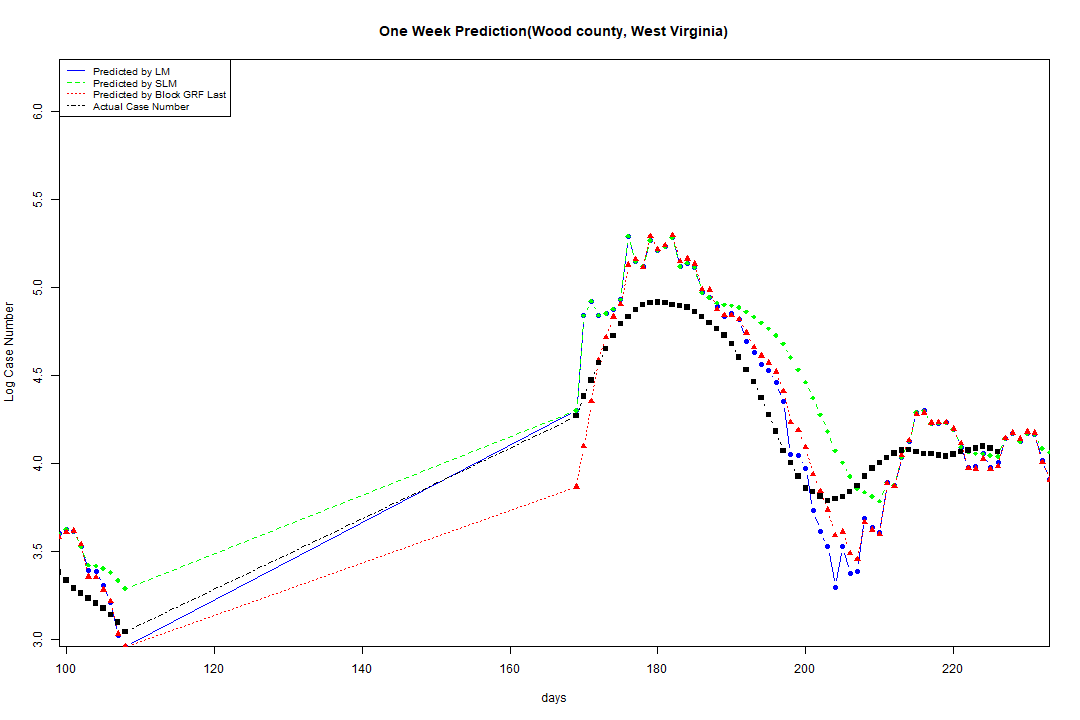 One Week Prediction(Wood county, West Virginia)
Predicted by LM
Predicted by SLM
Predicted by Block GRF Last
Actual Case Number
6.0
5.5
5.0
4.5
4.0
3.5
3.0
Log Case Number
100 120 140 160 180 200 220
days